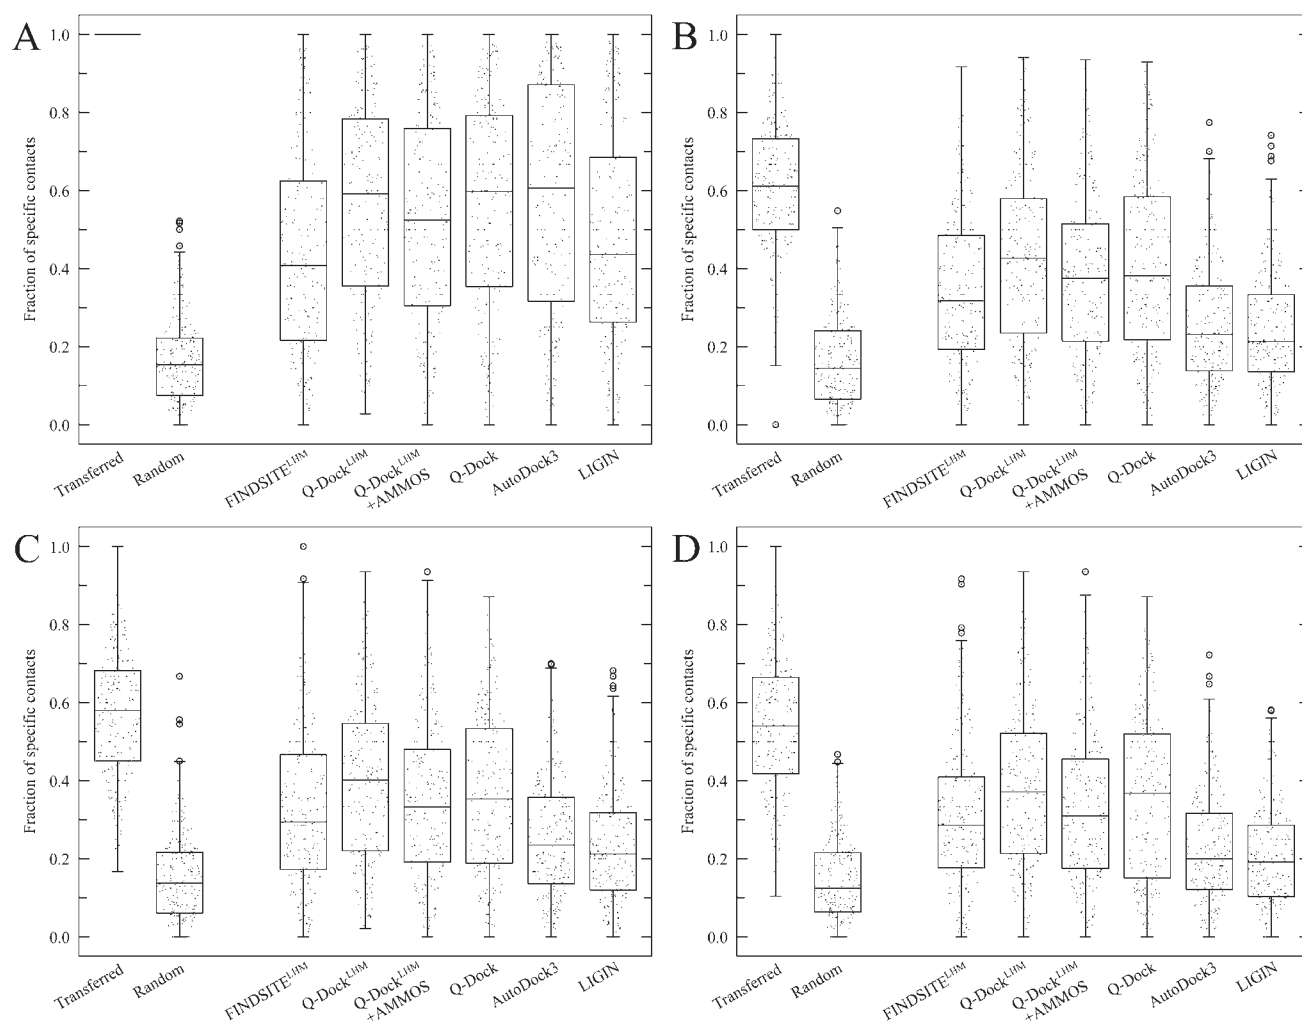 A
Fraction of specific contacts
1.0
0.8
0.6
0.4
0.2
0.0
Transferred
Random
FINDSITE^LHM
Q-Dock^LHM
Q-Dock^LHM
+AMMOS
Q-Dock
AutoDock3
LIGIN
B
Fraction of specific contacts
1.0
0.8
0.6
0.4
0.2
0.0
Transferred
Random
FINDSITE^LHM
Q-Dock^LHM
Q-Dock^LHM
+AMMOS
Q-Dock
AutoDock3
LIGIN
C
Fraction of specific contacts
1.0
0.8
0.6
0.4
0.2
0.0
Transferred
Random
FINDSITE^LHM
Q-Dock^LHM
Q-Dock^LHM
+AMMOS
Q-Dock
AutoDock3
LIGIN
D
Fraction of specific contacts
1.0
0.8
0.6
0.4
0.2
0.0
Transferred
Random
FINDSITE^LHM
Q-Dock^LHM
Q-Dock^LHM
+AMMOS
Q-Dock
AutoDock3
LIGIN